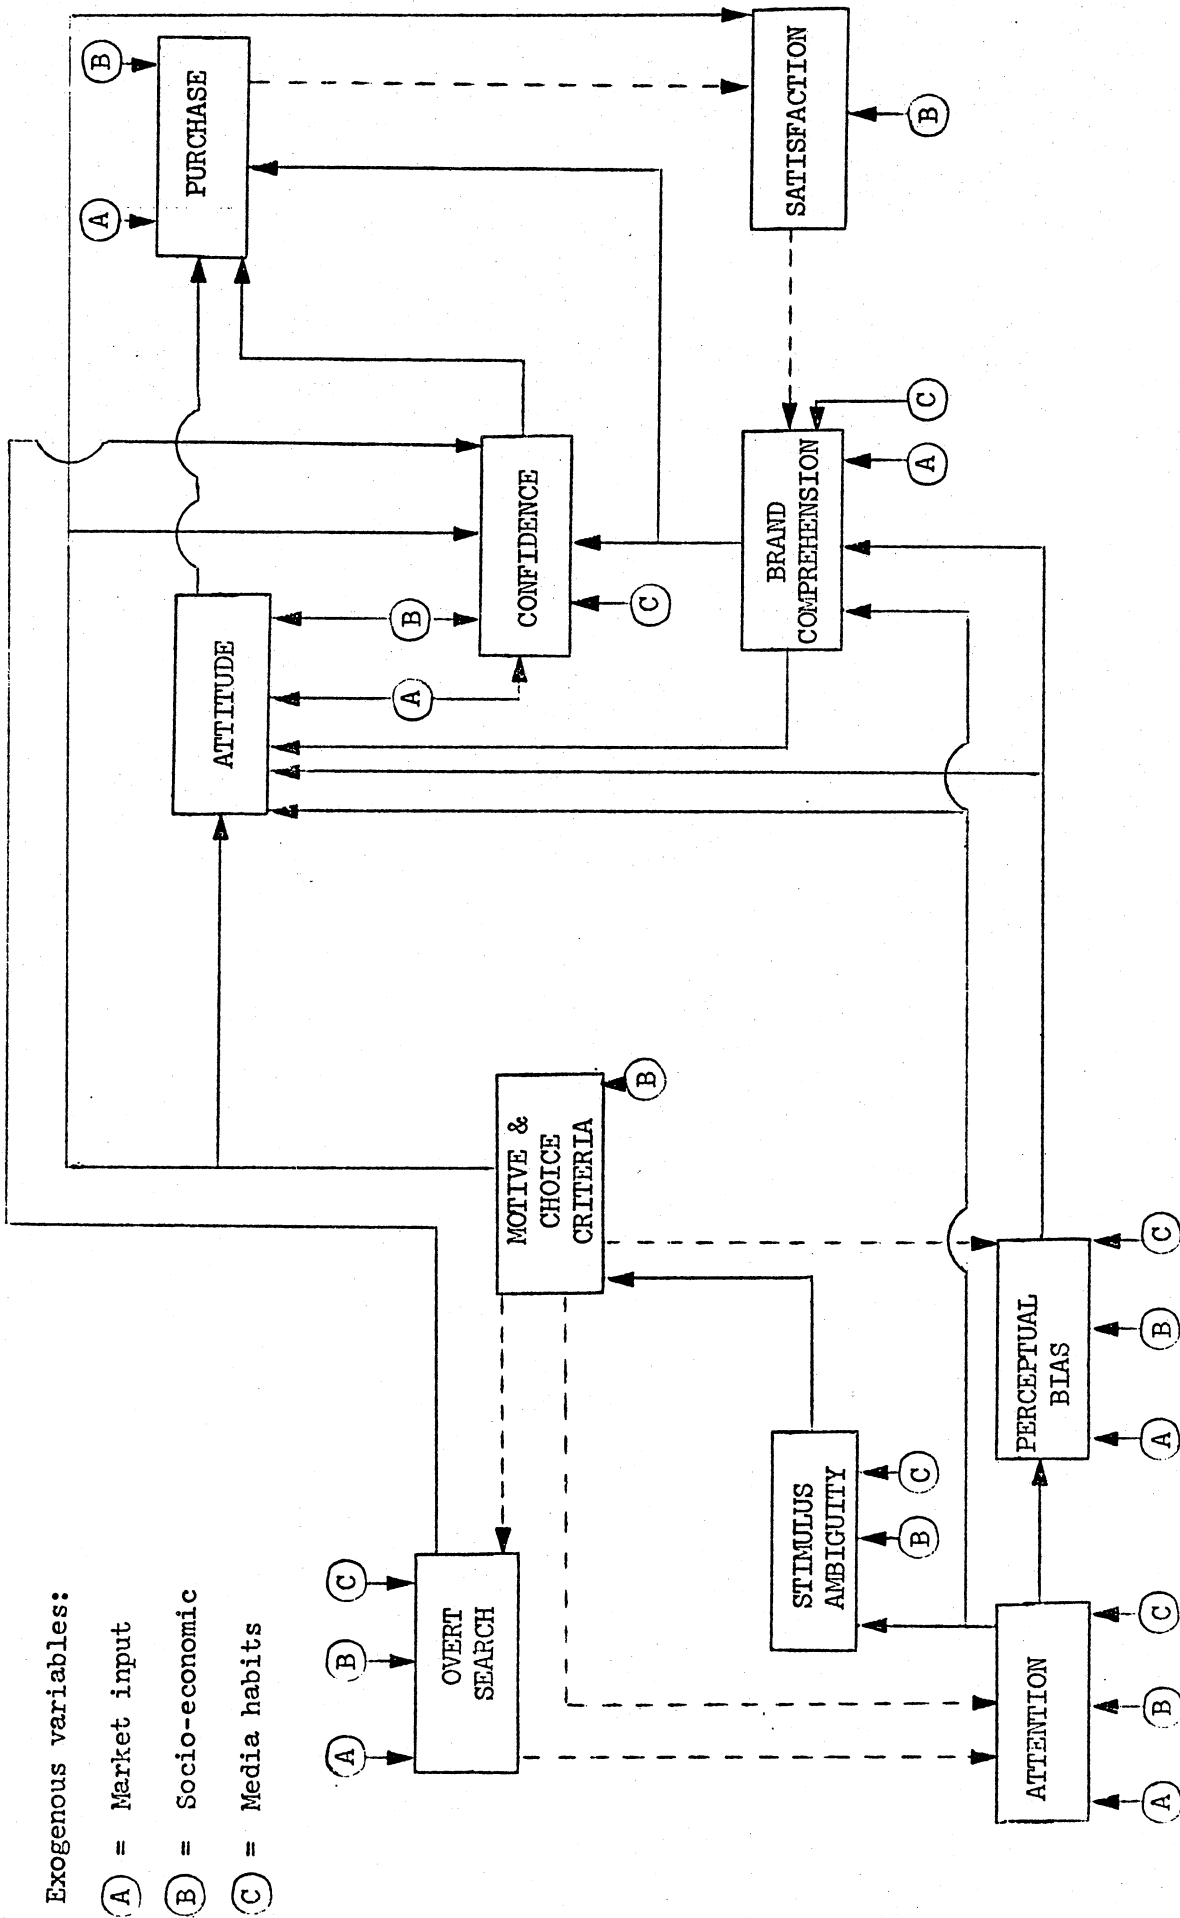 Exogenous variables:
A = Market input
B = Socio-economic
C = Media habits
A
B
C
OVERT
SEARCH
MOTIVE &
CHOICE
CRITERIA
B
ATTITUDE
A
B
CONFIDENCE
C
A
B
PURCHASE
STIMULUS
AMBIGUITY
B
C
BRAND
COMPREHENSION
A
C
SATISFACTION
B
ATTENTION
A
B
C
PERCEPTUAL
BIAS
A
B
C